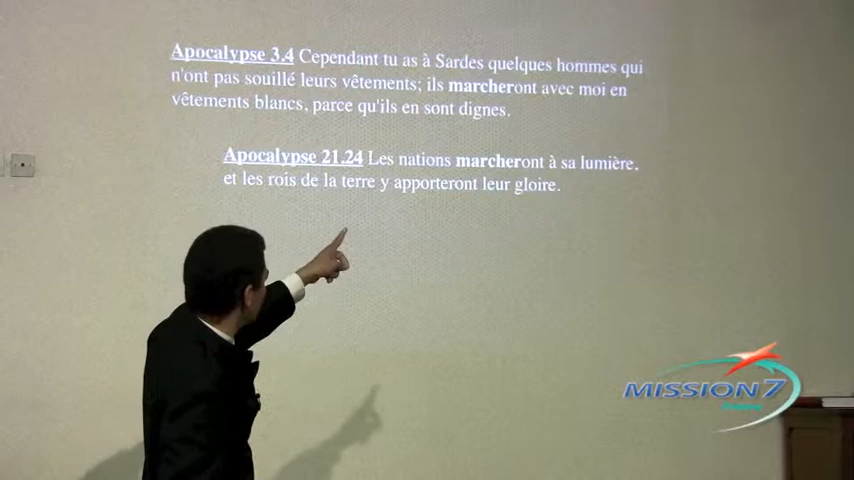 Apocalypse 3.4 Cependant tu as à Sardes quelques hommes qui
n'ont pas souillé leurs vêtements; ils marcheront avec moi en
vêtements blancs, parce qu'ils en sont dignes.
Apocalypse 21.24 Les nations marcheront à sa lumière,
et les rois de la terre y apporteront leur gloire.
MISSION 7